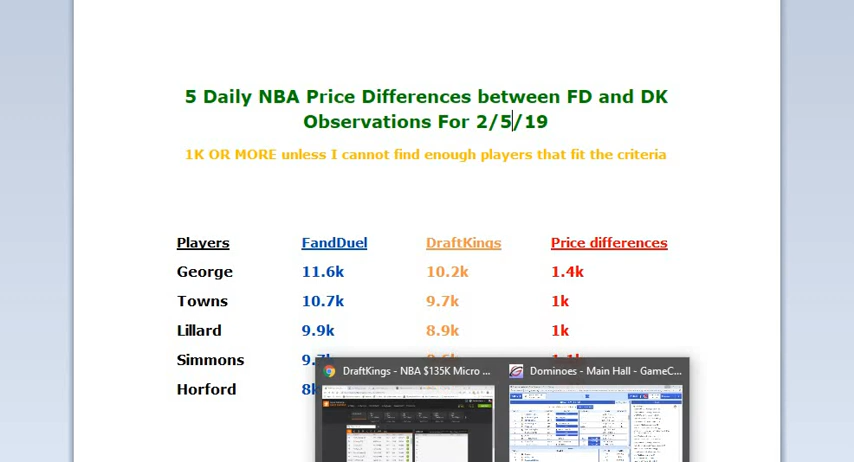 5 Daily NBA Price Differences between FD and DK
Observations For 2/5/19
1K OR MORE unless I cannot find enough players that fit the criteria
Players FandDuel DraftKings Price differences
George 11.6k 10.2k 1.4k
Towns 10.7k 9.7k 1k
Lillard 9.9k 8.9k 1k
Simmons
Horford
DraftKings - NBA $135K Micro ... Dominoes - Main Hall - GameC...